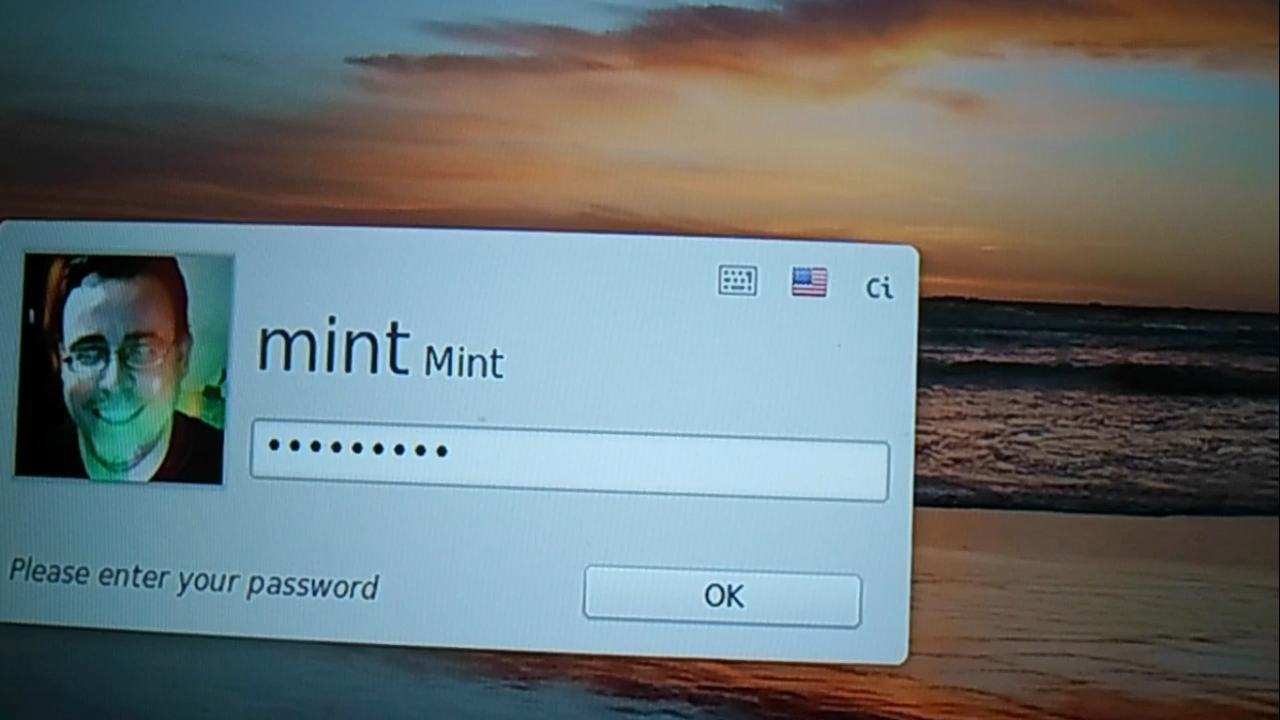 Ci
mint Mint
•••••••••
Please enter your password
OK